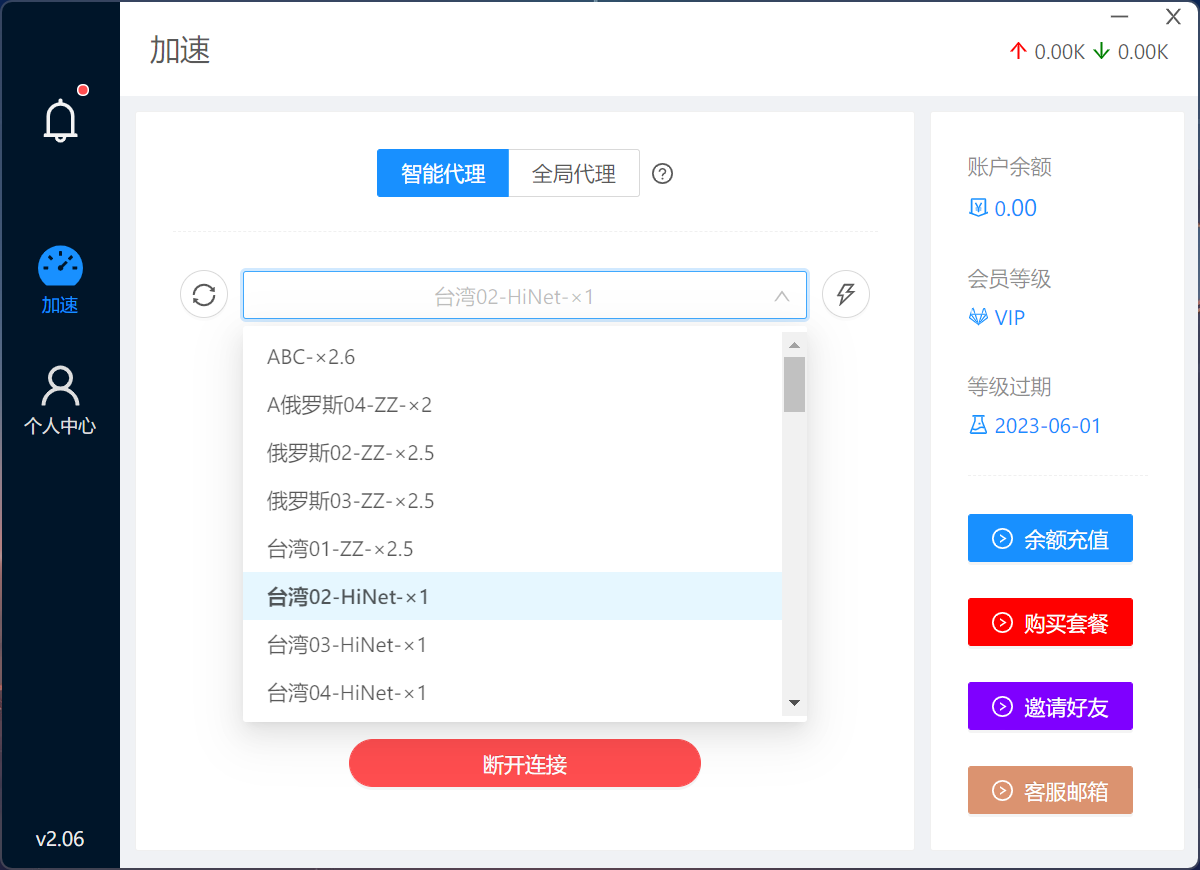 加速
0.00K
0.00K
加速
个人中心
v2.06
智能代理
全局代理
?
台湾02-HiNet-×1
ABC-×2.6
A俄罗斯04-ZZ-×2
俄罗斯02-ZZ-×2.5
俄罗斯03-ZZ-×2.5
台湾01-ZZ-×2.5
台湾02-HiNet-×1
台湾03-HiNet-×1
台湾04-HiNet-×1
断开连接
账户余额
¥ 0.00
会员等级
VIP
等级过期
2023-06-01
余额充值
购买套餐
邀请好友
客服邮箱